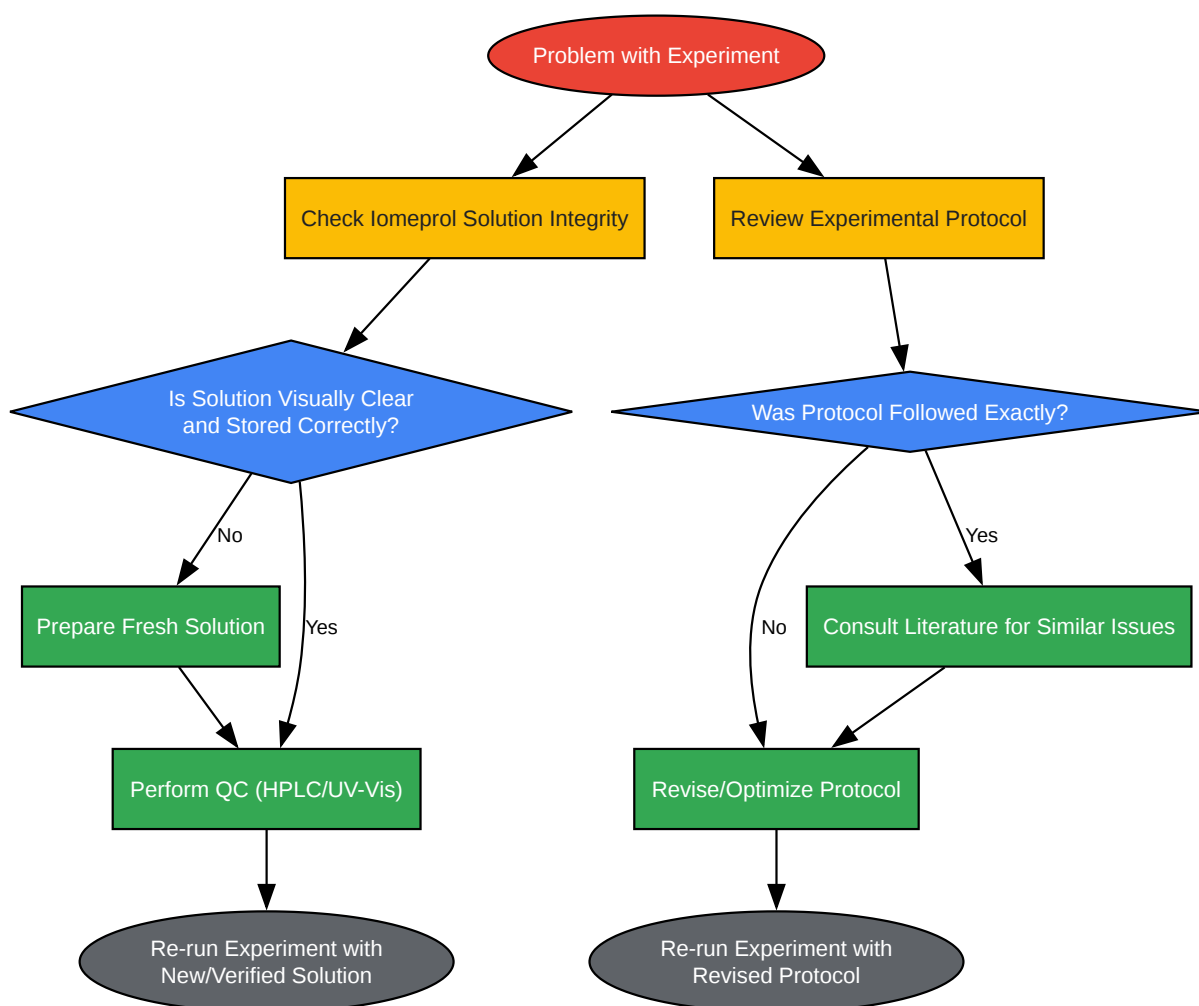 Problem with Experiment
Check Iomeprol Solution Integrity
Review Experimental Protocol
Is Solution Visually Clear
and Stored Correctly?
Was Protocol Followed Exactly?
No
Yes
Prepare Fresh Solution
Yes
No
Consult Literature for Similar Issues
Perform QC (HPLC/UV-Vis)
Revise/Optimize Protocol
Re-run Experiment with
New/Verified Solution
Re-run Experiment with
Revised Protocol